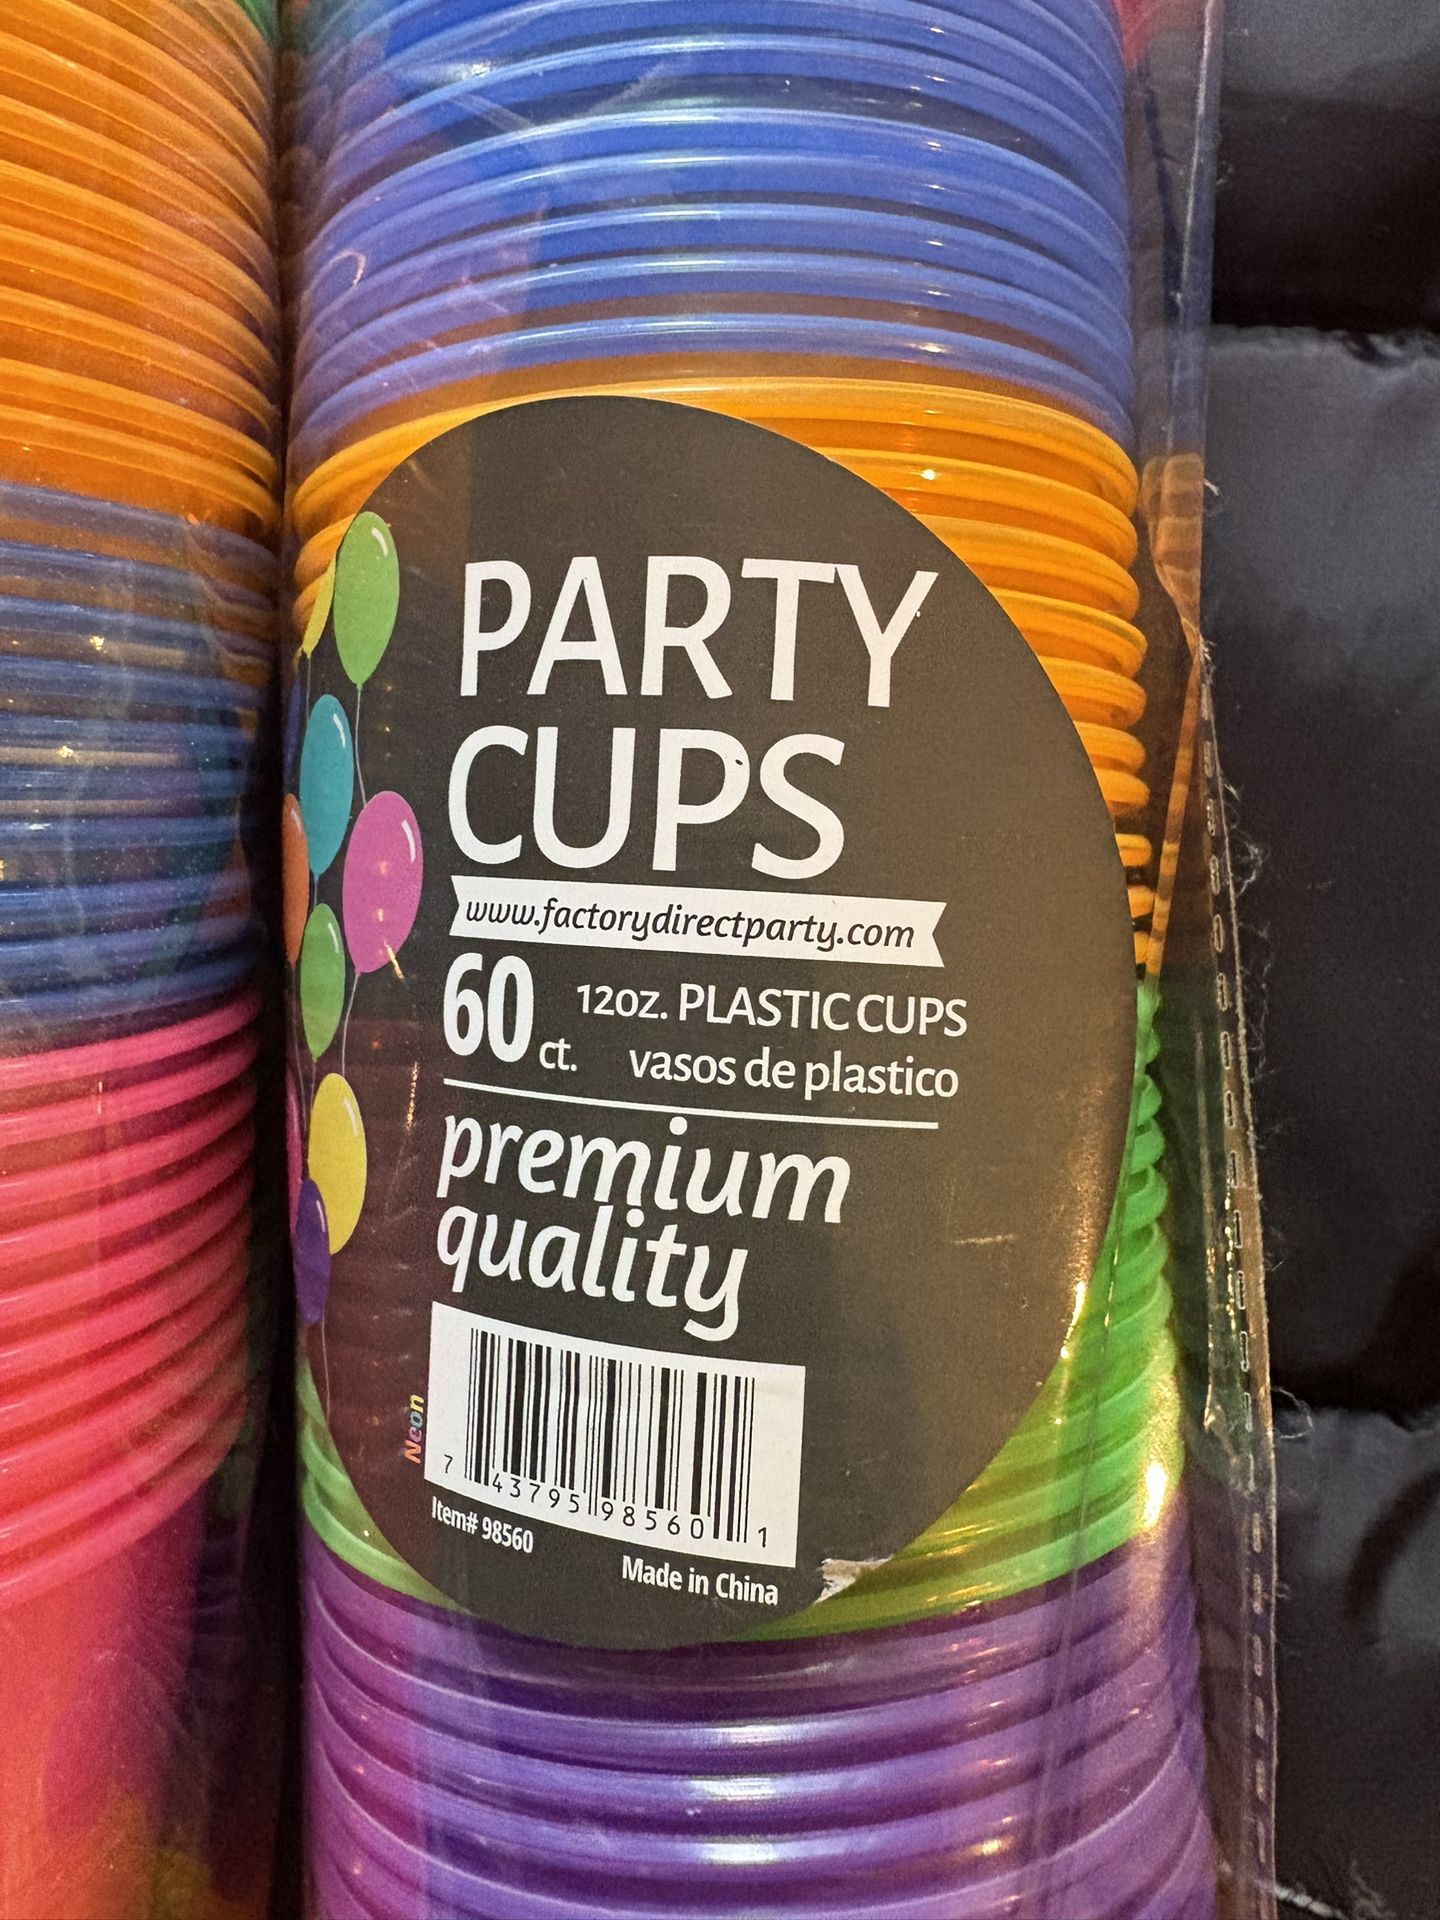 PARTY
CUPS
www.factorydirectparty.com
60 ct.
12oz. PLASTIC CUPS
vasos de plastico
premium
quality
Neon
7 43795 98560 1
Item# 98560
Made in China